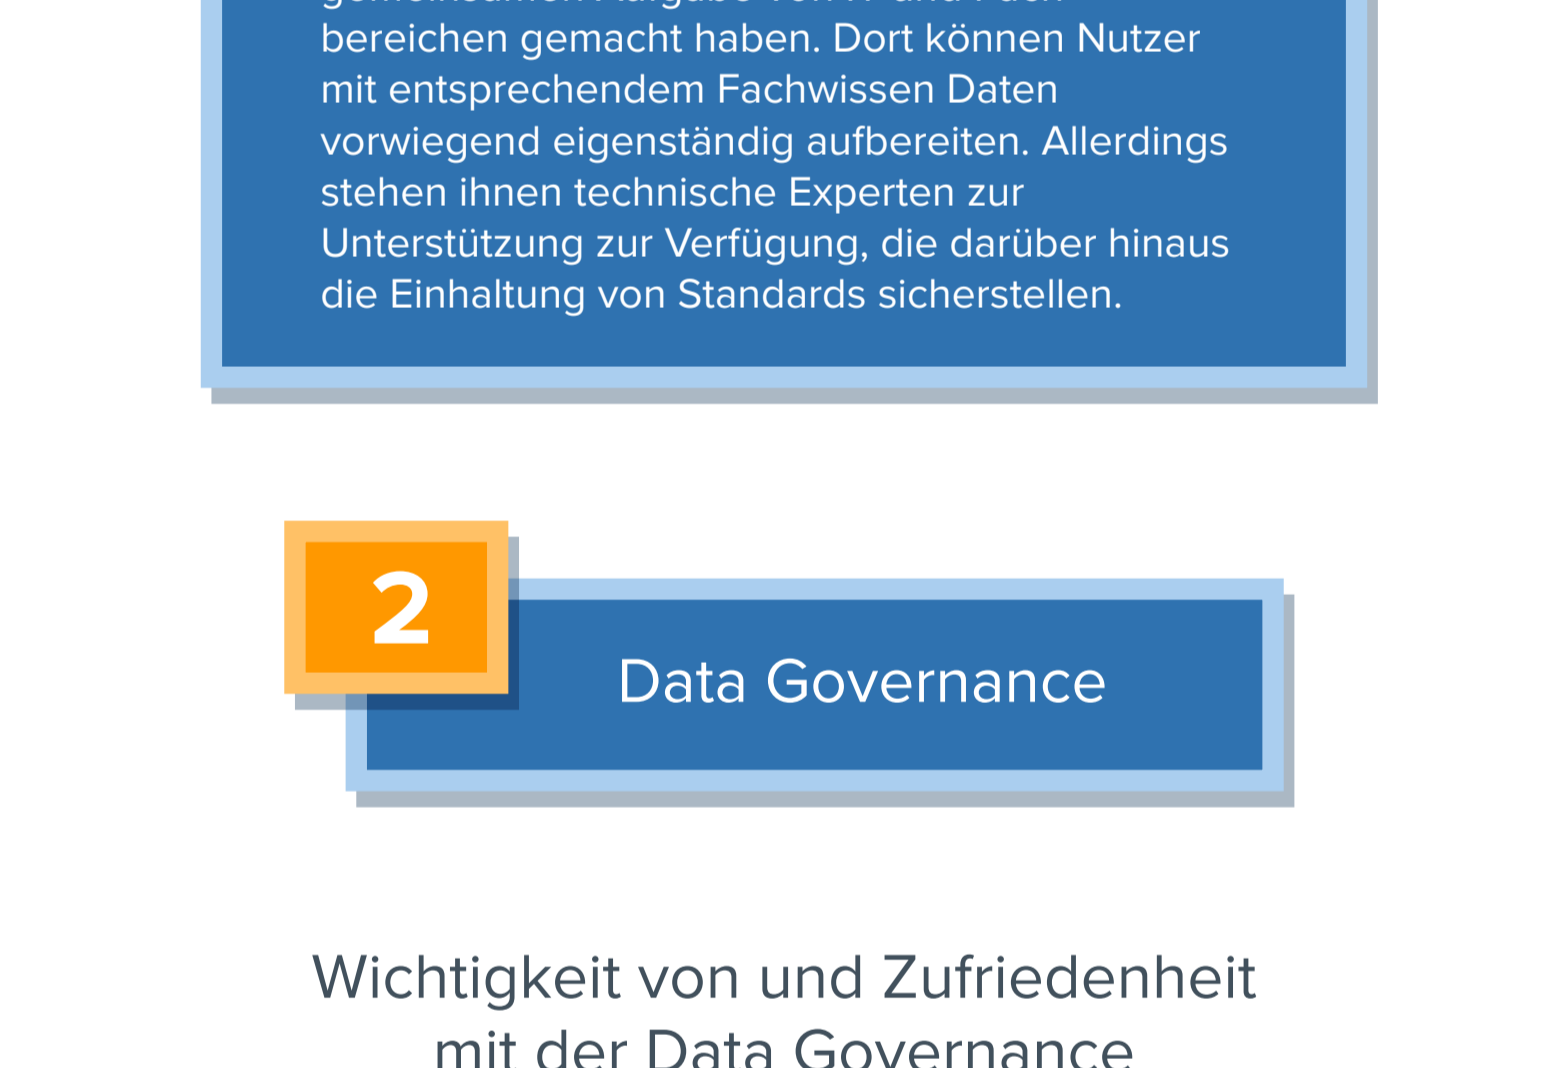 bereichen gemacht haben. Dort können Nutzer
mit entsprechendem Fachwissen Daten
vorwiegend eigenständig aufbereiten. Allerdings
stehen ihnen technische Experten zur
Unterstützung zur Verfügung, die darüber hinaus
die Einhaltung von Standards sicherstellen.
2
Data Governance
Wichtigkeit von und Zufriedenheit
mit der Data Governance